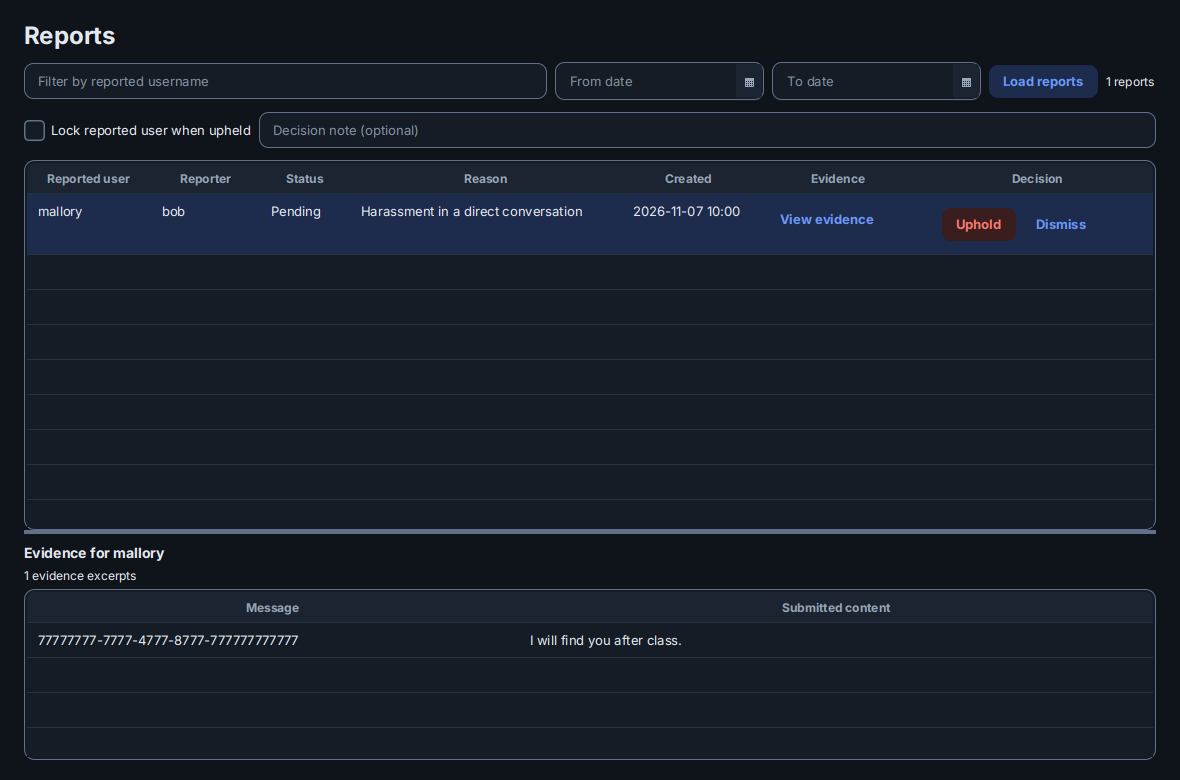 Reports
Filter by reported username From date To date Load reports 1 reports
Lock reported user when upheld Decision note (optional)
Reported user Reporter Status Reason Created Evidence Decision
mallory bob Pending Harassment in a direct conversation 2026-11-07 10:00 View evidence Uphold Dismiss
Evidence for mallory
1 evidence excerpts
Message Submitted content
77777777-7777-4777-8777-777777777777 I will find you after class.